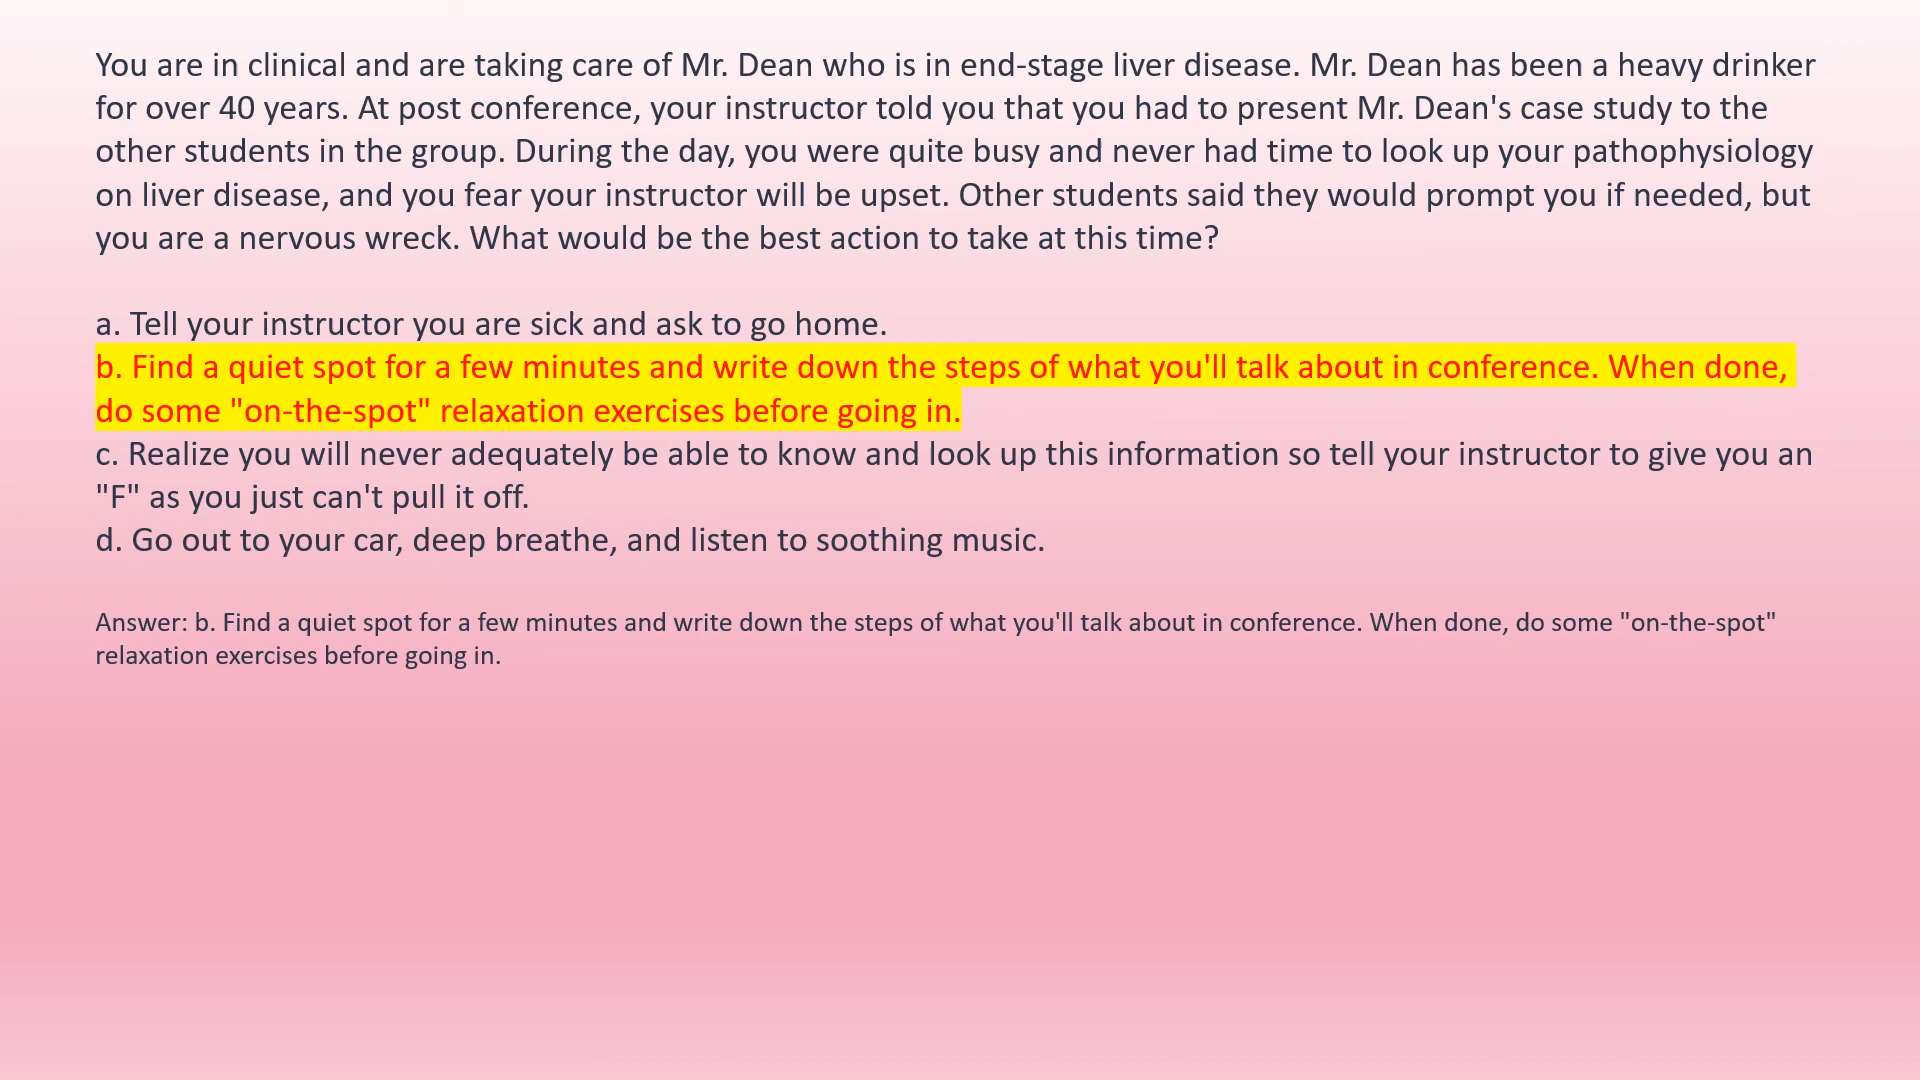 You are in clinical and are taking care of Mr. Dean who is in end-stage liver disease. Mr. Dean has been a heavy drinker
for over 40 years. At post conference, your instructor told you that you had to present Mr. Dean's case study to the
other students in the group. During the day, you were quite busy and never had time to look up your pathophysiology
on liver disease, and you fear your instructor will be upset. Other students said they would prompt you if needed, but
you are a nervous wreck. What would be the best action to take at this time?
a. Tell your instructor you are sick and ask to go home.
b. Find a quiet spot for a few minutes and write down the steps of what you'll talk about in conference. When done,
do some "on-the-spot" relaxation exercises before going in.
c. Realize you will never adequately be able to know and look up this information so tell your instructor to give you an
"F" as you just can't pull it off.
d. Go out to your car, deep breathe, and listen to soothing music.
Answer: b. Find a quiet spot for a few minutes and write down the steps of what you'll talk about in conference. When done, do some "on-the-spot"
relaxation exercises before going in.